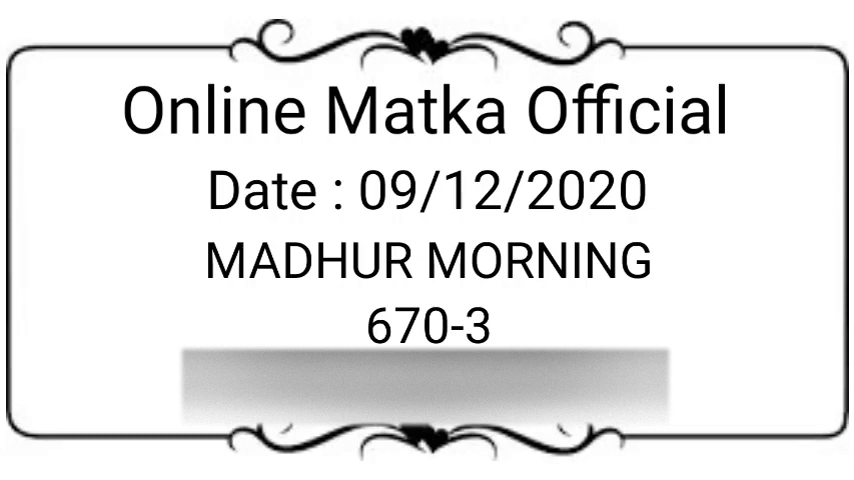 Online Matka Official
Date : 09/12/2020
MADHUR MORNING
670-3